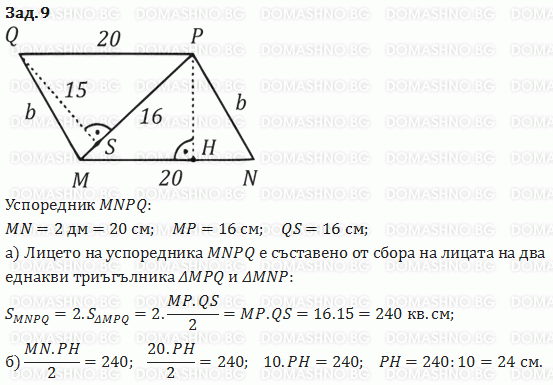 Зад.9
Q 20 P
15
b 16 b
S H
M 20 N
Успоредник MNPQ:
MN = 2 дм = 20 см; MP = 16 см; QS = 16 см;
а) Лицето на успоредника MNPQ е съставено от сбора на лицата на два
еднакви триъгълника ΔMPQ и ΔMNP:
S_MNPQ = 2.S_ΔMPQ = 2.MP.QS/2 = MP.QS = 16.15 = 240 кв.см;
б) MN.PH/2 = 240; 20.PH/2 = 240; 10.PH = 240; PH = 240:10 = 24 см.